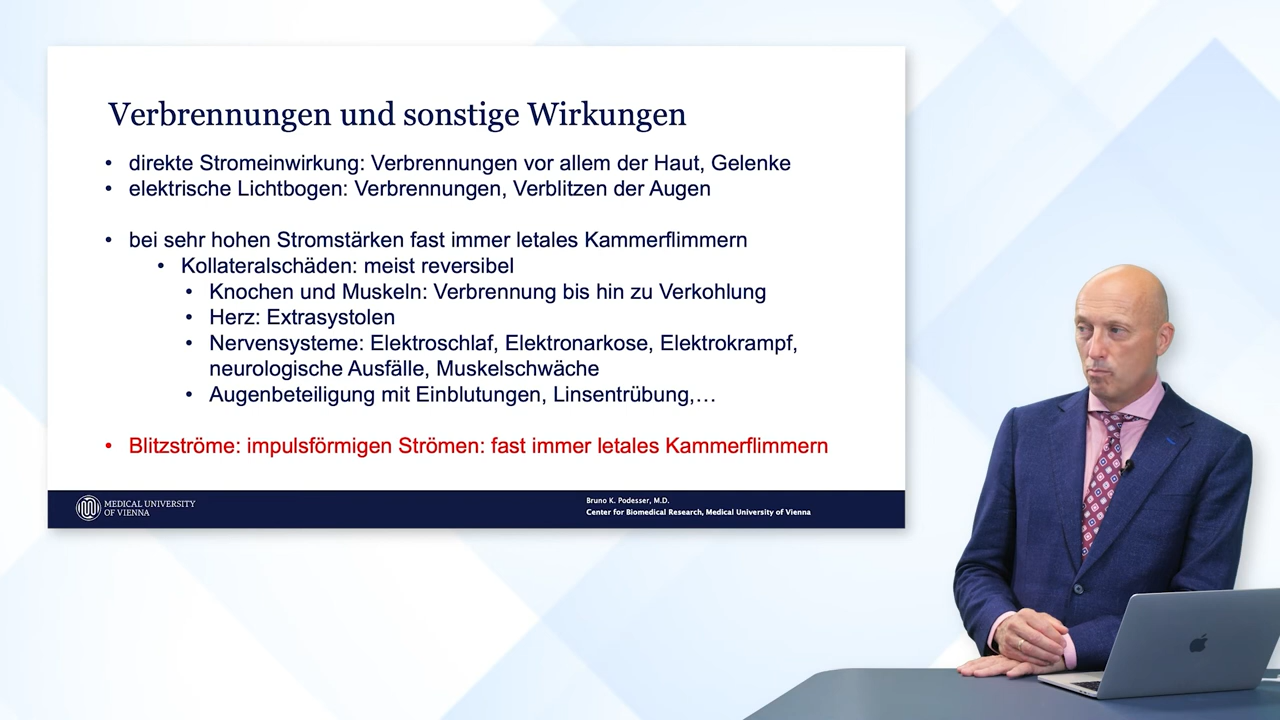 Verbrennungen und sonstige Wirkungen
• direkte Stromeinwirkung: Verbrennungen vor allem der Haut, Gelenke
• elektrische Lichtbogen: Verbrennungen, Verblitzen der Augen
• bei sehr hohen Stromstärken fast immer letales Kammerflimmern
• Kollateralschäden: meist reversibel
• Knochen und Muskeln: Verbrennung bis hin zu Verkohlung
• Herz: Extrasystolen
• Nervensysteme: Elektroschlaf, Elektronarkose, Elektrokrampf,
neurologische Ausfälle, Muskelschwäche
• Augenbeteiligung mit Einblutungen, Linsentrübung,…
• Blitzströme: impulsförmigen Strömen: fast immer letales Kammerflimmern
MEDICAL UNIVERSITY
OF VIENNA
Bruno K. Podesser, M.D.
Center for Biomedical Research, Medical University of Vienna